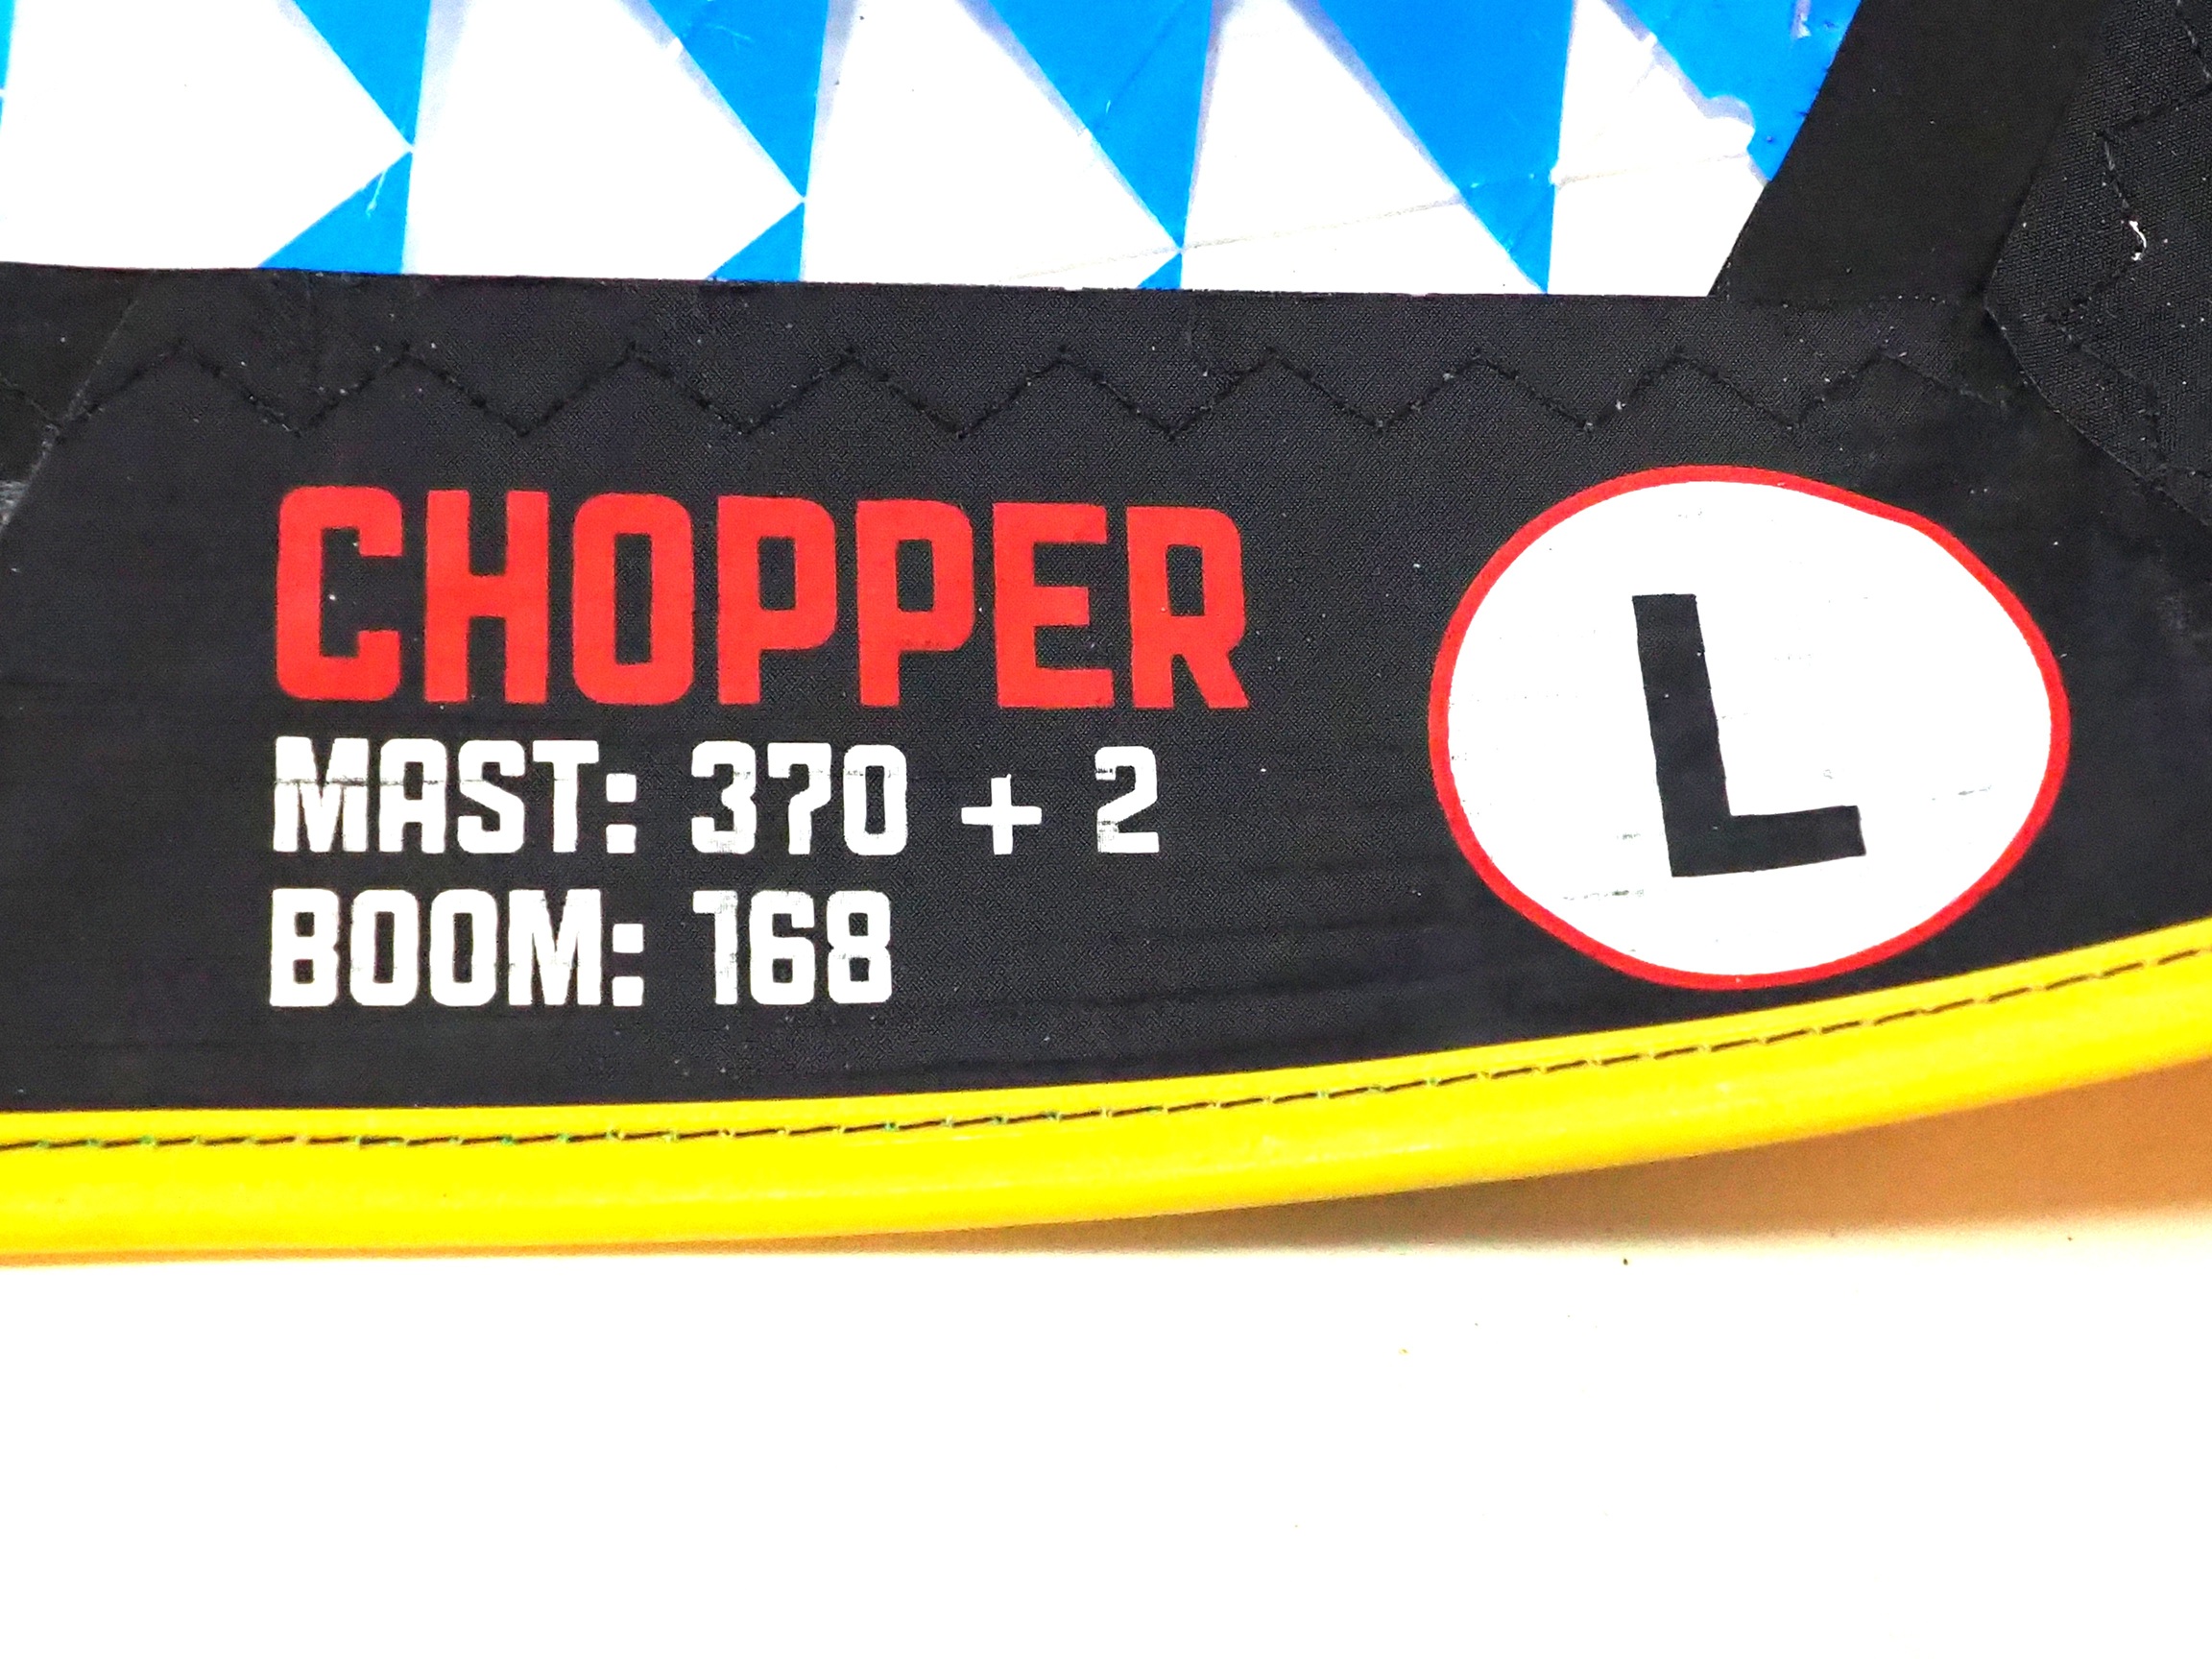 CHOPPER
MAST: 370 + 2
BOOM: 168
L